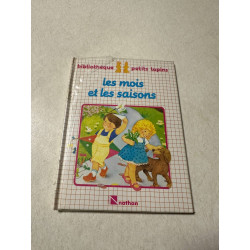 bibliothèque petits lapins
les mois
et les saisons
nathan